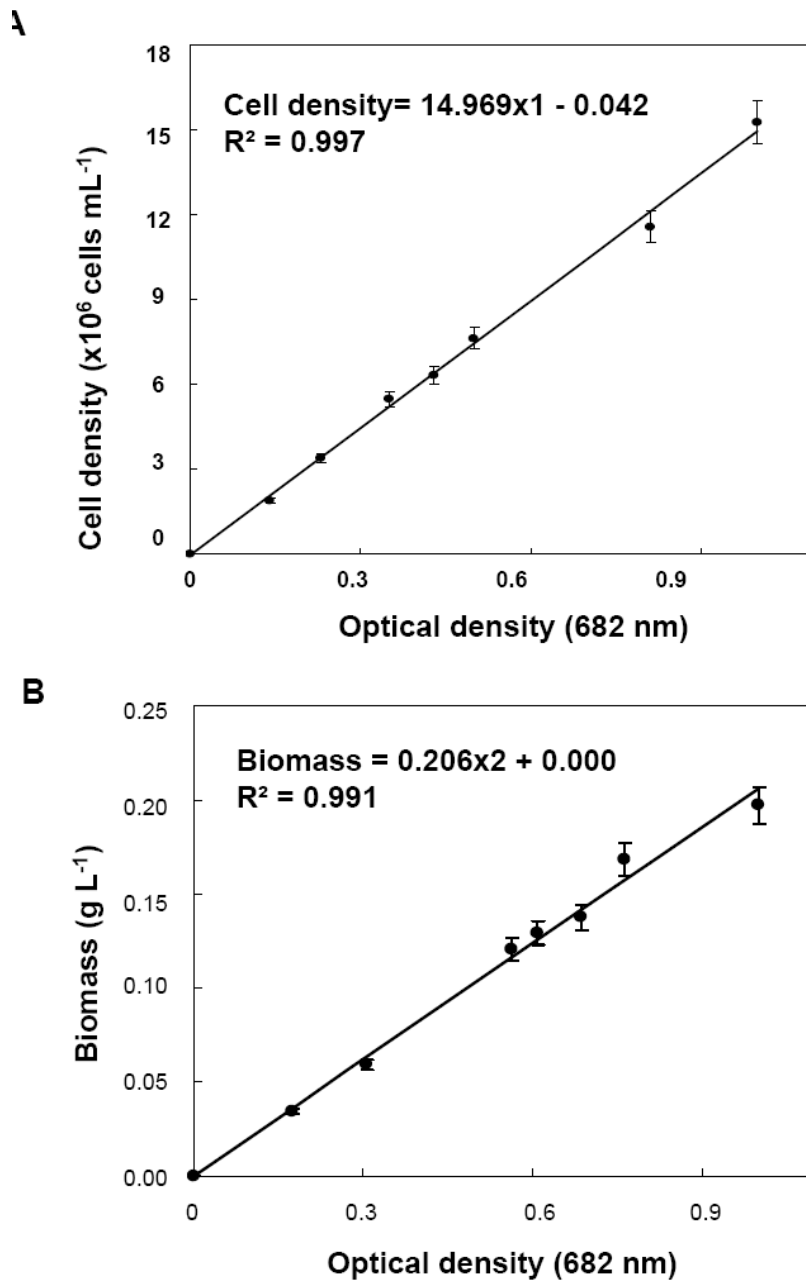 A
18
15
12
9
6
3
0
Cell density (x10⁶ cells mL⁻¹)
Cell density= 14.969x1 - 0.042
R² = 0.997
0 0.3 0.6 0.9
Optical density (682 nm)
B
0.25
0.20
0.15
0.10
0.05
0.00
Biomass (g L⁻¹)
Biomass = 0.206x2 + 0.000
R² = 0.991
0 0.3 0.6 0.9
Optical density (682 nm)